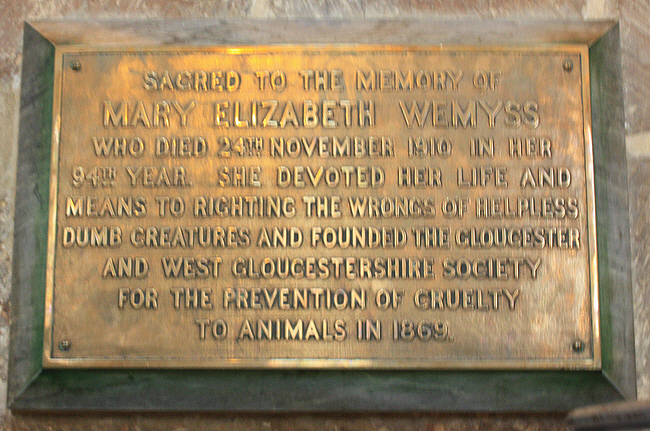 SACRED TO THE MEMORY OF
MARY ELIZABETH WEMYSS
WHO DIED 24TH NOVEMBER 1910 IN HER
94TH YEAR. SHE DEVOTED HER LIFE AND
MEANS TO RIGHTING THE WRONGS OF HELPLESS
DUMB CREATURES AND FOUNDED THE GLOUCESTER
AND WEST GLOUCESTERSHIRE SOCIETY
FOR THE PREVENTION OF CRUELTY
TO ANIMALS IN 1869.